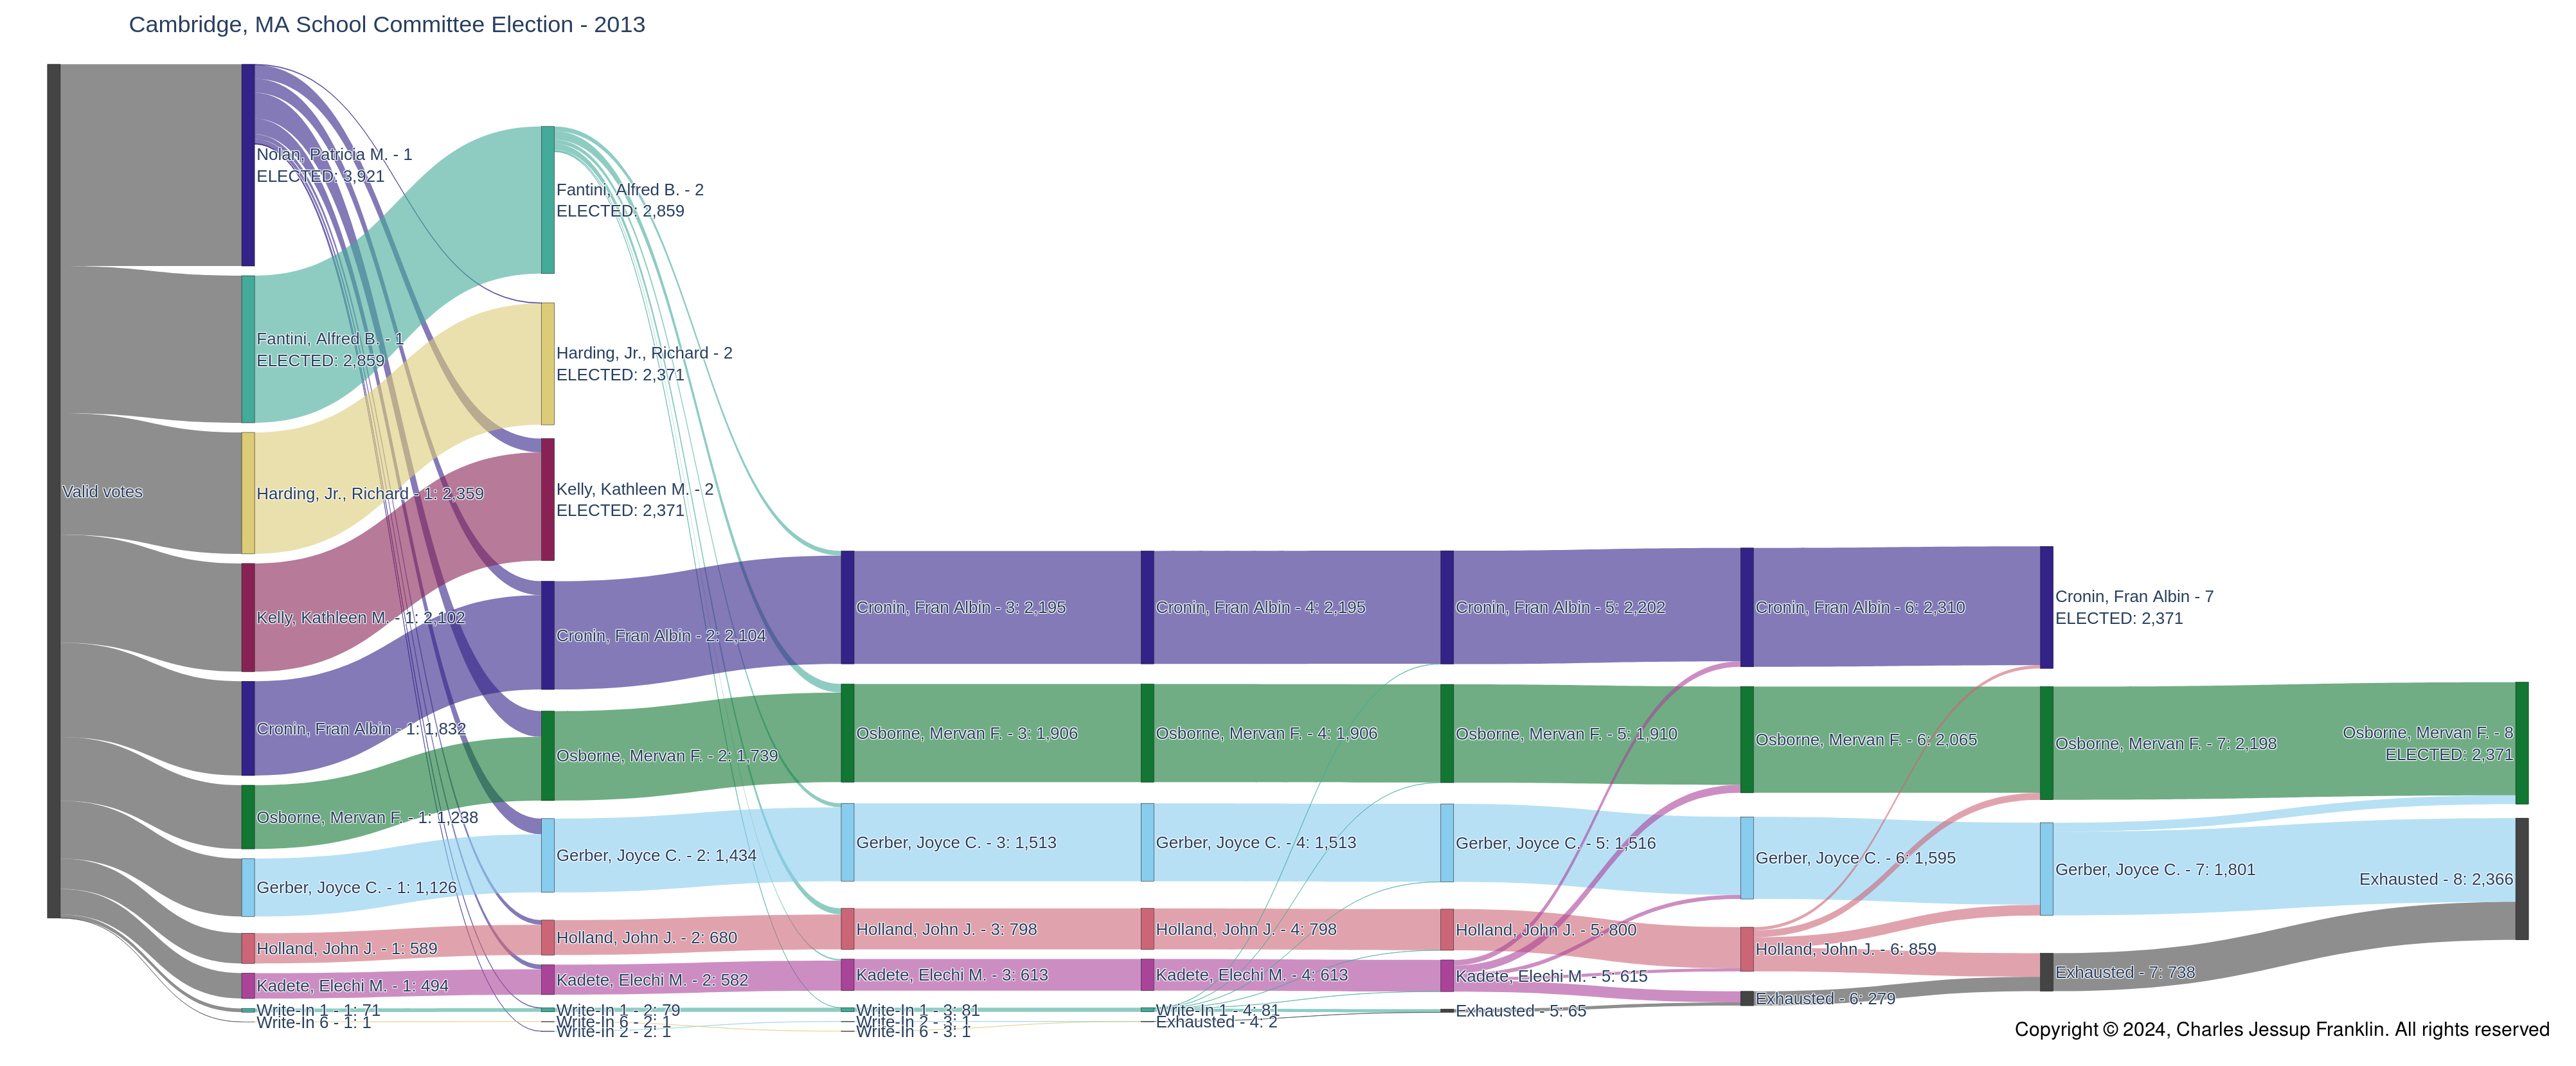 Cambridge, MA School Committee Election - 2013
Valid votes
Nolan, Patricia M. - 1
ELECTED: 3,921
Fantini, Alfred B. - 1
ELECTED: 2,859
Harding, Jr., Richard - 1: 2,359
Kelly, Kathleen M. - 1: 2,102
Cronin, Fran Albin - 1: 1,832
Osborne, Mervan F. - 1: 1,238
Gerber, Joyce C. - 1: 1,126
Holland, John J. - 1: 589
Kadete, Elechi M. - 1: 494
Write-In 1 - 1: 71
Write-In 6 - 1: 1
Fantini, Alfred B. - 2
ELECTED: 2,859
Harding, Jr., Richard - 2
ELECTED: 2,371
Kelly, Kathleen M. - 2
ELECTED: 2,371
Cronin, Fran Albin - 2: 2,104
Osborne, Mervan F. - 2: 1,739
Gerber, Joyce C. - 2: 1,434
Holland, John J. - 2: 680
Kadete, Elechi M. - 2: 582
Write-In 1 - 2: 79
Write-In 6 - 2: 1
Write-In 2 - 2: 1
Cronin, Fran Albin - 3: 2,195
Osborne, Mervan F. - 3: 1,906
Gerber, Joyce C. - 3: 1,513
Holland, John J. - 3: 798
Kadete, Elechi M. - 3: 613
Write-In 1 - 3: 81
Write-In 2 - 3: 1
Write-In 6 - 3: 1
Cronin, Fran Albin - 4: 2,195
Osborne, Mervan F. - 4: 1,906
Gerber, Joyce C. - 4: 1,513
Holland, John J. - 4: 798
Kadete, Elechi M. - 4: 613
Write-In 1 - 4: 81
Exhausted - 4: 2
Cronin, Fran Albin - 5: 2,202
Osborne, Mervan F. - 5: 1,910
Gerber, Joyce C. - 5: 1,516
Holland, John J. - 5: 800
Kadete, Elechi M. - 5: 615
Exhausted - 5: 65
Cronin, Fran Albin - 6: 2,310
Osborne, Mervan F. - 6: 2,065
Gerber, Joyce C. - 6: 1,595
Holland, John J. - 6: 859
Exhausted - 6: 279
Cronin, Fran Albin - 7
ELECTED: 2,371
Osborne, Mervan F. - 7: 2,198
Gerber, Joyce C. - 7: 1,801
Exhausted - 7: 738
Osborne, Mervan F. - 8
ELECTED: 2,371
Exhausted - 8: 2,366
Copyright © 2024, Charles Jessup Franklin. All rights reserved